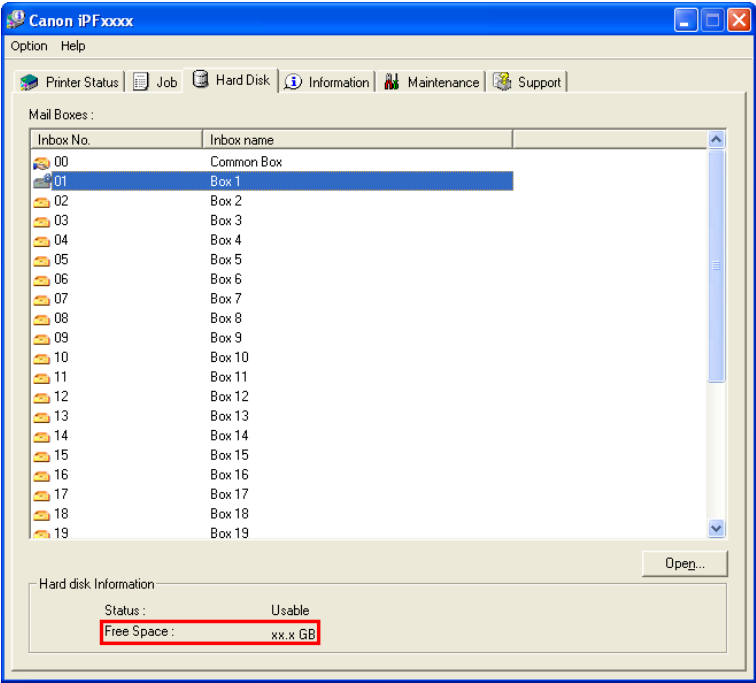 Canon iPFxxxx
Option Help
Printer Status Job Hard Disk Information Maintenance Support
Mail Boxes :
Inbox No. Inbox name
00 Common Box
01 Box 1
02 Box 2
03 Box 3
04 Box 4
05 Box 5
06 Box 6
07 Box 7
08 Box 8
09 Box 9
10 Box 10
11 Box 11
12 Box 12
13 Box 13
14 Box 14
15 Box 15
16 Box 16
17 Box 17
18 Box 18
19 Box 19
Open...
Hard disk Information
Status : Usable
Free Space : xx.x GB